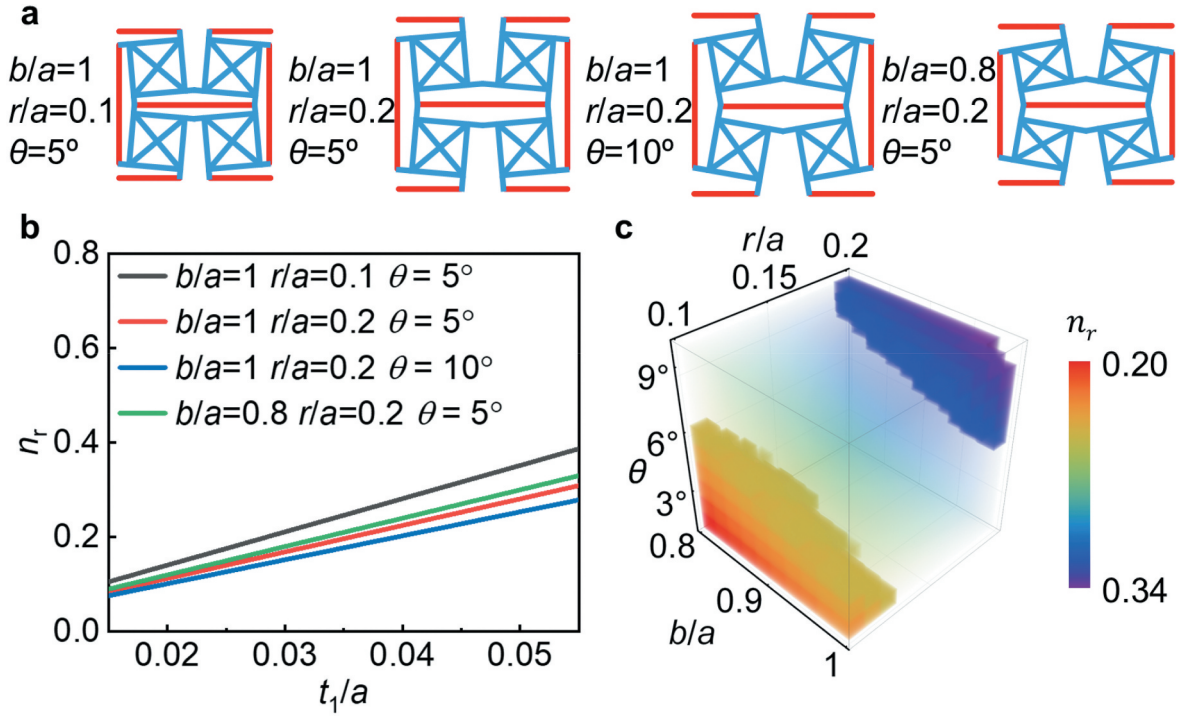 a
b/a=1
r/a=0.1
θ=5º
b/a=1
r/a=0.2
θ=5º
b/a=1
r/a=0.2
θ=10º
b/a=0.8
r/a=0.2
θ=5º
b
0.8
0.6
0.4
0.2
0.0
nr
b/a=1 r/a=0.1 θ = 5°
b/a=1 r/a=0.2 θ = 5°
b/a=1 r/a=0.2 θ = 10°
b/a=0.8 r/a=0.2 θ = 5°
0.02 0.03 0.04 0.05
t1/a
c
r/a
0.2
0.15
0.1
9°
6°
θ
3°
0.8
0.9
b/a
1
nr
0.20
0.34